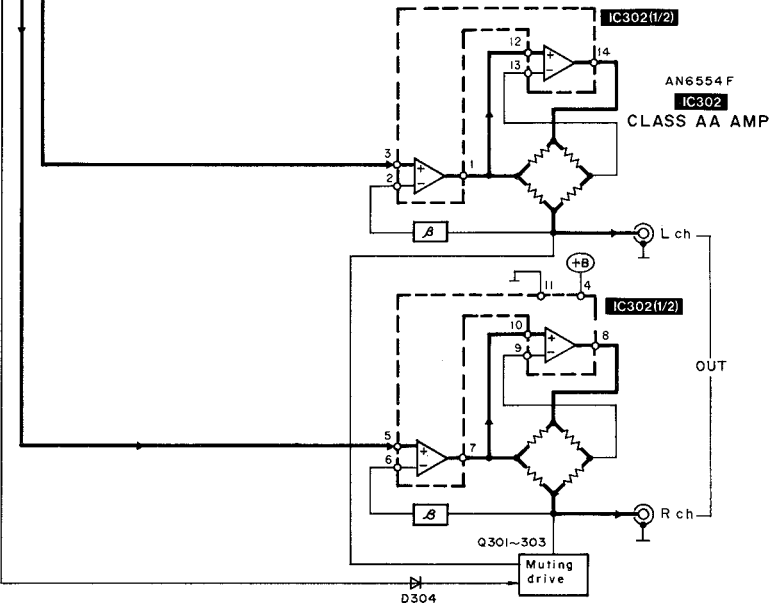 IC302(1/2)
12
+
14
13
−
AN6554F
IC302
CLASS AA AMP
3
+
1
2
−
β
L ch
+B
11
4
IC302(1/2)
10
+
8
9
−
OUT
5
+
7
6
−
β
R ch
Q301~303
Muting
drive
D304